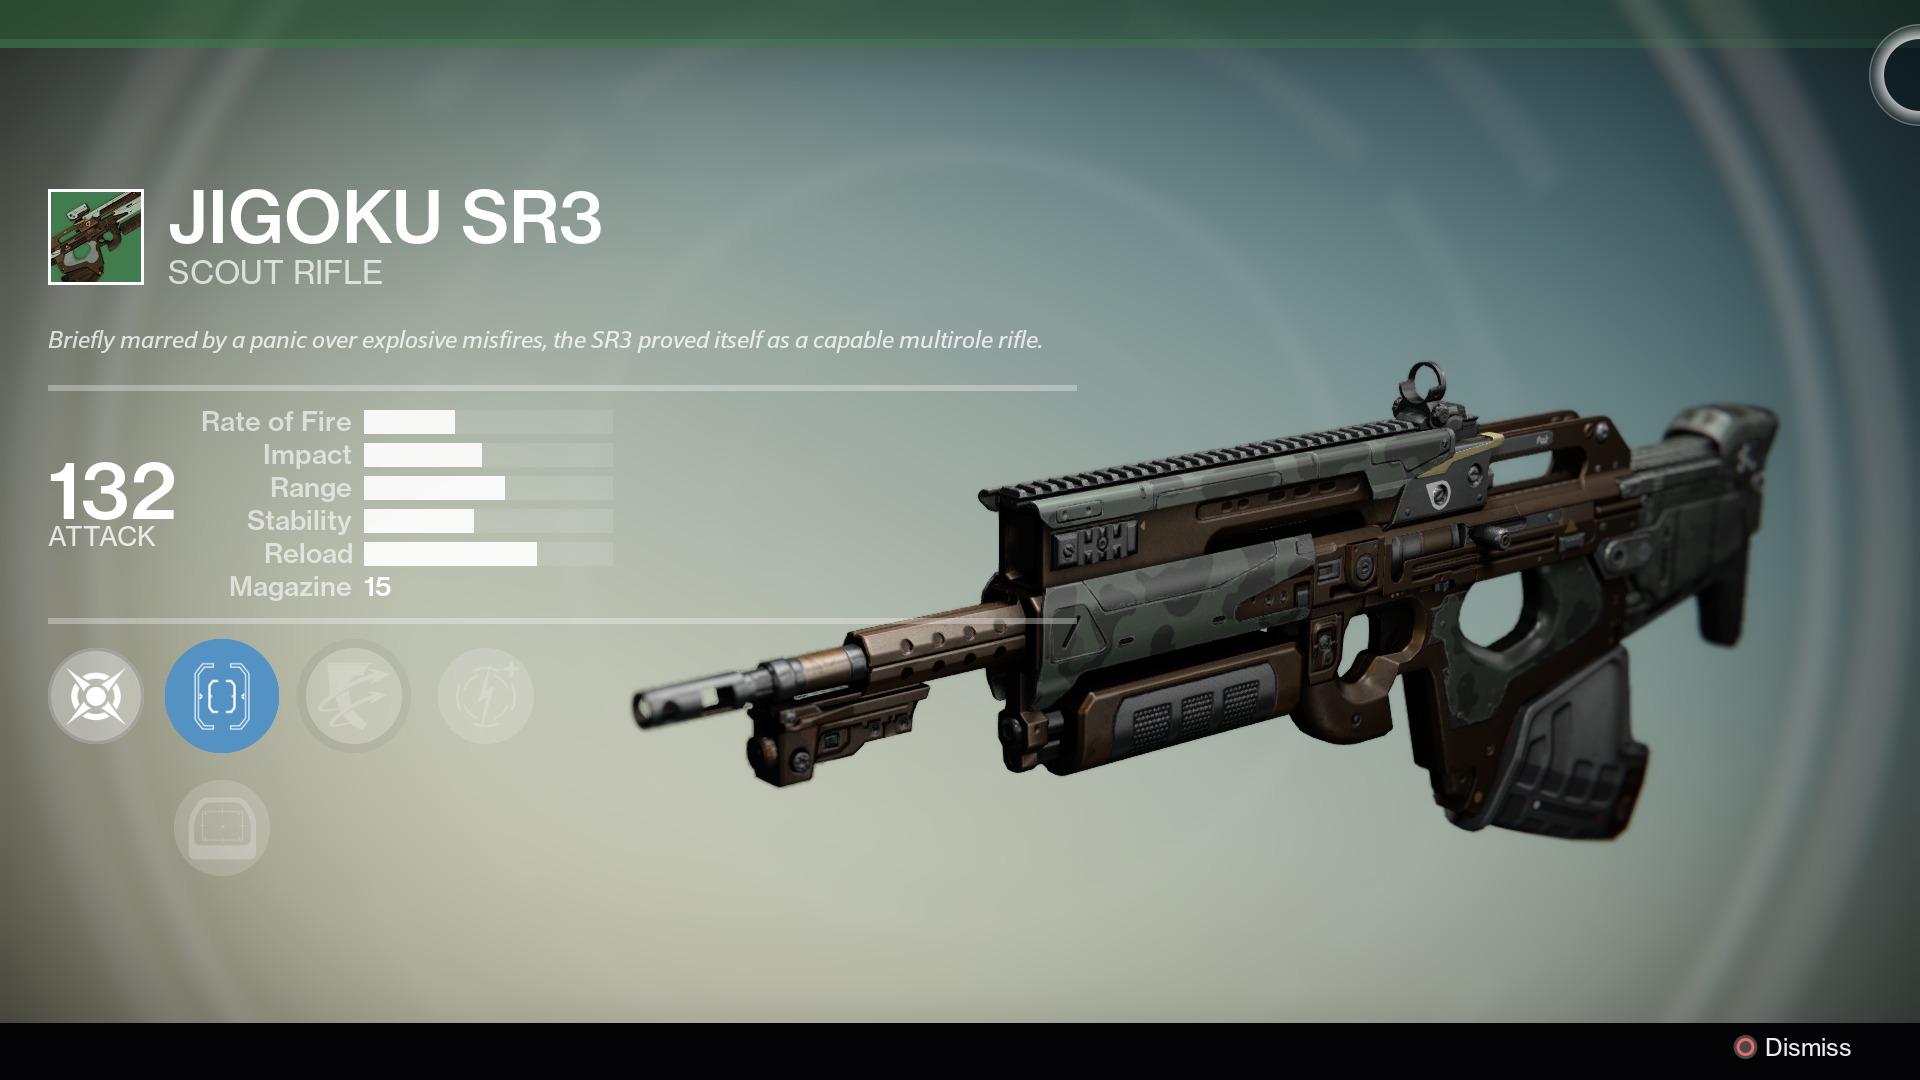 JIGOKU SR3
SCOUT RIFLE
Briefly marred by a panic over explosive misfires, the SR3 proved itself as a capable multirole rifle.
132
ATTACK
Rate of Fire
Impact
Range
Stability
Reload
Magazine 15
Dismiss